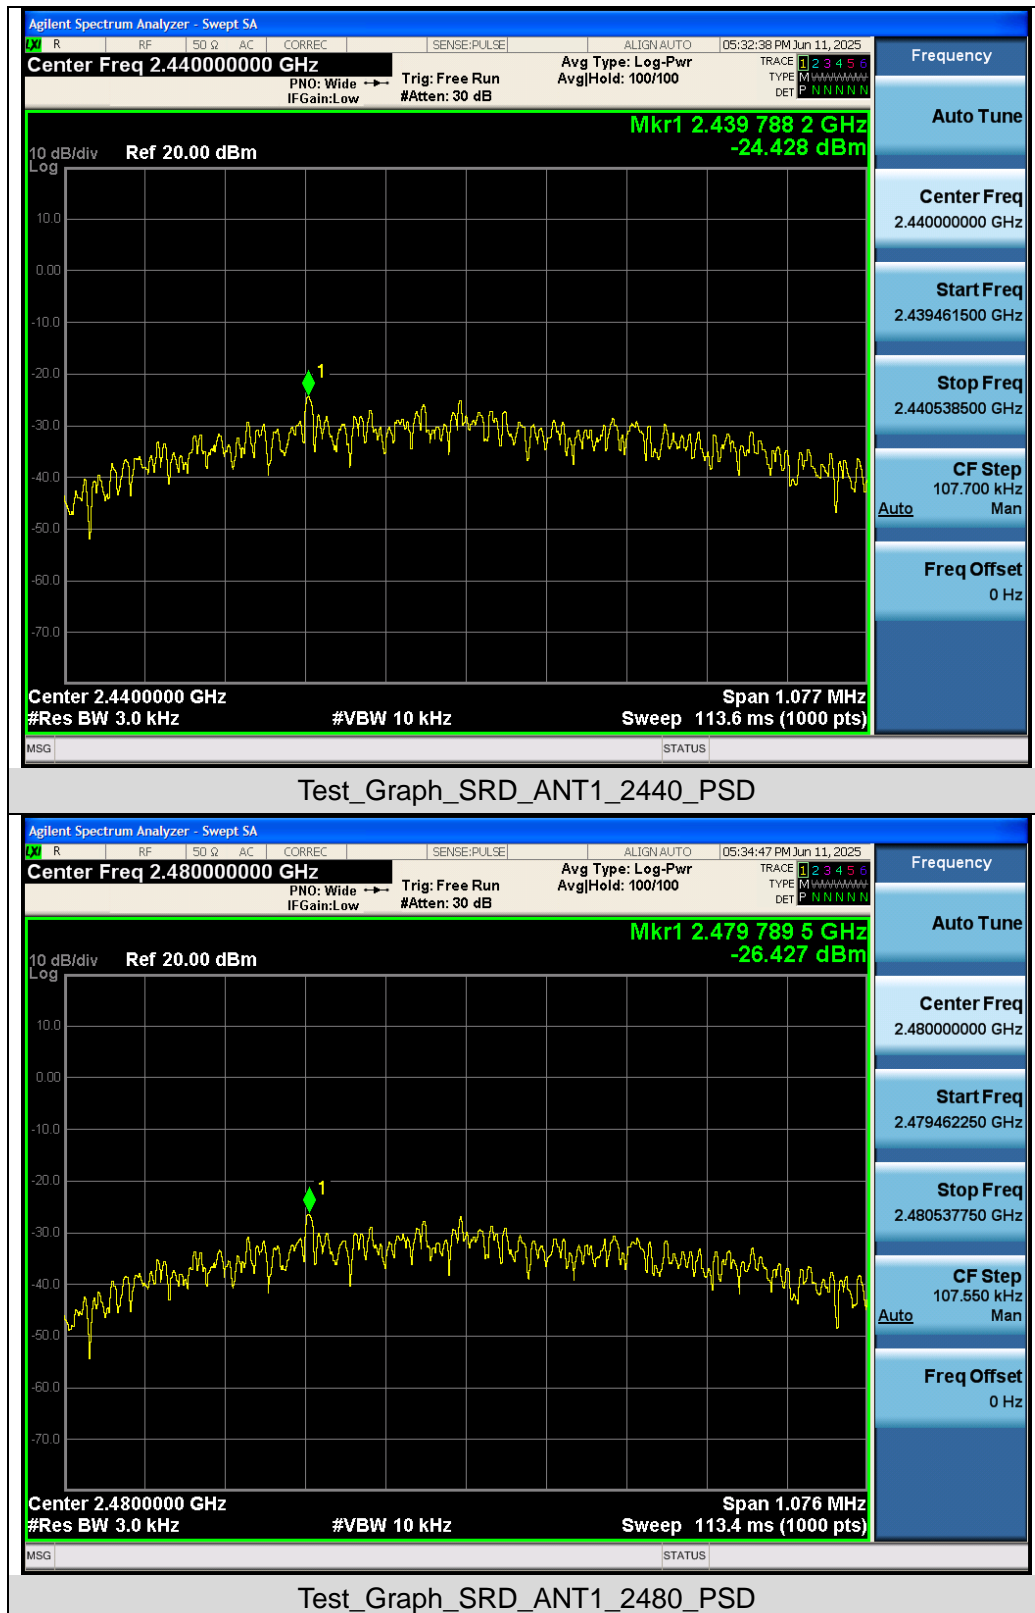 Agilent Spectrum Analyzer - Swept SA
LXI R RF 50 Ω AC CORREC SENSE:PULSE ALIGN AUTO 05:32:38 PM Jun 11, 2025
Center Freq 2.440000000 GHz
PNO: Wide
IFGain:Low
Trig: Free Run
#Atten: 30 dB
Avg Type: Log-Pwr
Avg|Hold: 100/100
TRACE 1 2 3 4 5 6
TYPE M WWWWW
DET P N N N N N
Mkr1 2.439 788 2 GHz
-24.428 dBm
10 dB/div Ref 20.00 dBm
Log
10.0
0.00
-10.0
-20.0
-30.0
-40.0
-50.0
-60.0
-70.0
1
Center 2.4400000 GHz Span 1.077 MHz
#Res BW 3.0 kHz #VBW 10 kHz Sweep 113.6 ms (1000 pts)
MSG STATUS
Frequency
Auto Tune
Center Freq
2.440000000 GHz
Start Freq
2.439461500 GHz
Stop Freq
2.440538500 GHz
CF Step
107.700 kHz
Auto Man
Freq Offset
0 Hz
Test_Graph_SRD_ANT1_2440_PSD
Agilent Spectrum Analyzer - Swept SA
LXI R RF 50 Ω AC CORREC SENSE:PULSE ALIGN AUTO 05:34:47 PM Jun 11, 2025
Center Freq 2.480000000 GHz
PNO: Wide
IFGain:Low
Trig: Free Run
#Atten: 30 dB
Avg Type: Log-Pwr
Avg|Hold: 100/100
TRACE 1 2 3 4 5 6
TYPE M WWWWW
DET P N N N N N
Mkr1 2.479 789 5 GHz
-26.427 dBm
10 dB/div Ref 20.00 dBm
Log
10.0
0.00
-10.0
-20.0
-30.0
-40.0
-50.0
-60.0
-70.0
1
Center 2.4800000 GHz Span 1.076 MHz
#Res BW 3.0 kHz #VBW 10 kHz Sweep 113.4 ms (1000 pts)
MSG STATUS
Frequency
Auto Tune
Center Freq
2.480000000 GHz
Start Freq
2.479462250 GHz
Stop Freq
2.480537750 GHz
CF Step
107.550 kHz
Auto Man
Freq Offset
0 Hz
Test_Graph_SRD_ANT1_2480_PSD